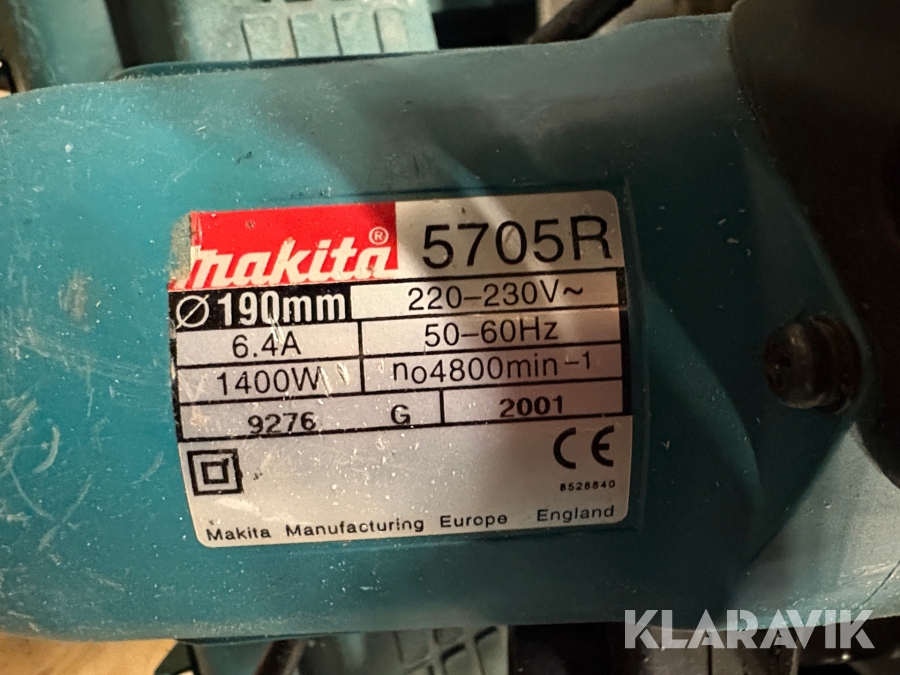 makita® 5705R
Ø 190mm 220-230V~
6.4A 50-60Hz
1400W no4800min-1
9276 G 2001
CE
8528840
Makita Manufacturing Europe England
KLARAVIK